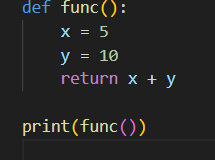 def func():
    x = 5
    y = 10
    return x + y

print(func())